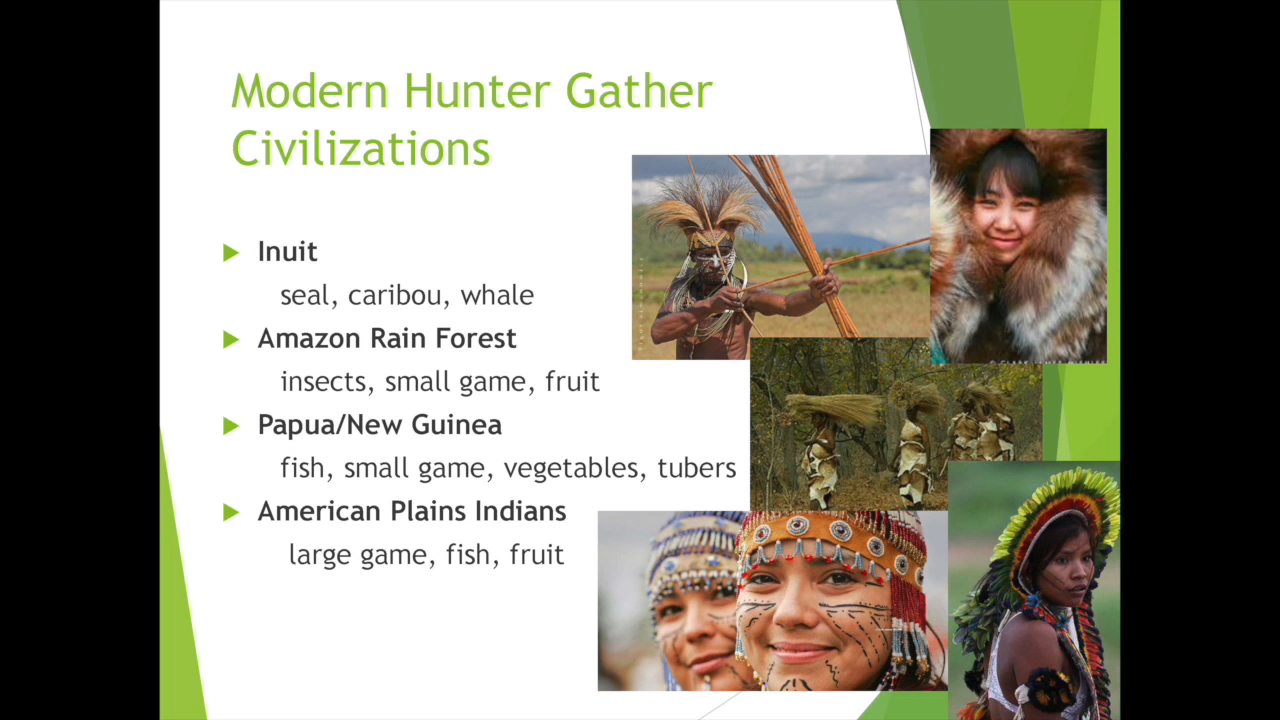 Modern Hunter Gather
Civilizations
Inuit
seal, caribou, whale
Amazon Rain Forest
insects, small game, fruit
Papua/New Guinea
fish, small game, vegetables, tubers
American Plains Indians
large game, fish, fruit